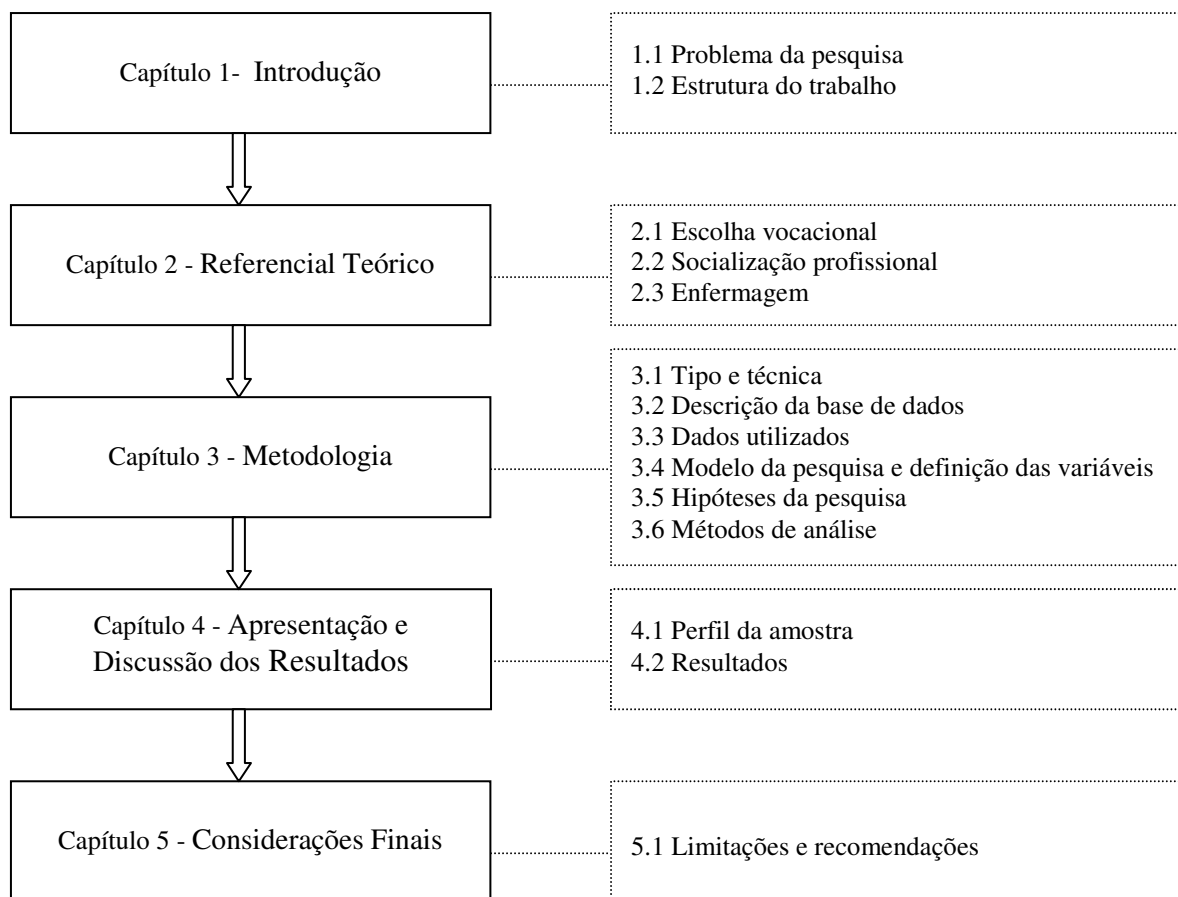 Capítulo 1- Introdução
1.1 Problema da pesquisa
1.2 Estrutura do trabalho
Capítulo 2 - Referencial Teórico
2.1 Escolha vocacional
2.2 Socialização profissional
2.3 Enfermagem
Capítulo 3 - Metodologia
3.1 Tipo e técnica
3.2 Descrição da base de dados
3.3 Dados utilizados
3.4 Modelo da pesquisa e definição das variáveis
3.5 Hipóteses da pesquisa
3.6 Métodos de análise
Capítulo 4 - Apresentação e
Discussão dos Resultados
4.1 Perfil da amostra
4.2 Resultados
Capítulo 5 - Considerações Finais
5.1 Limitações e recomendações